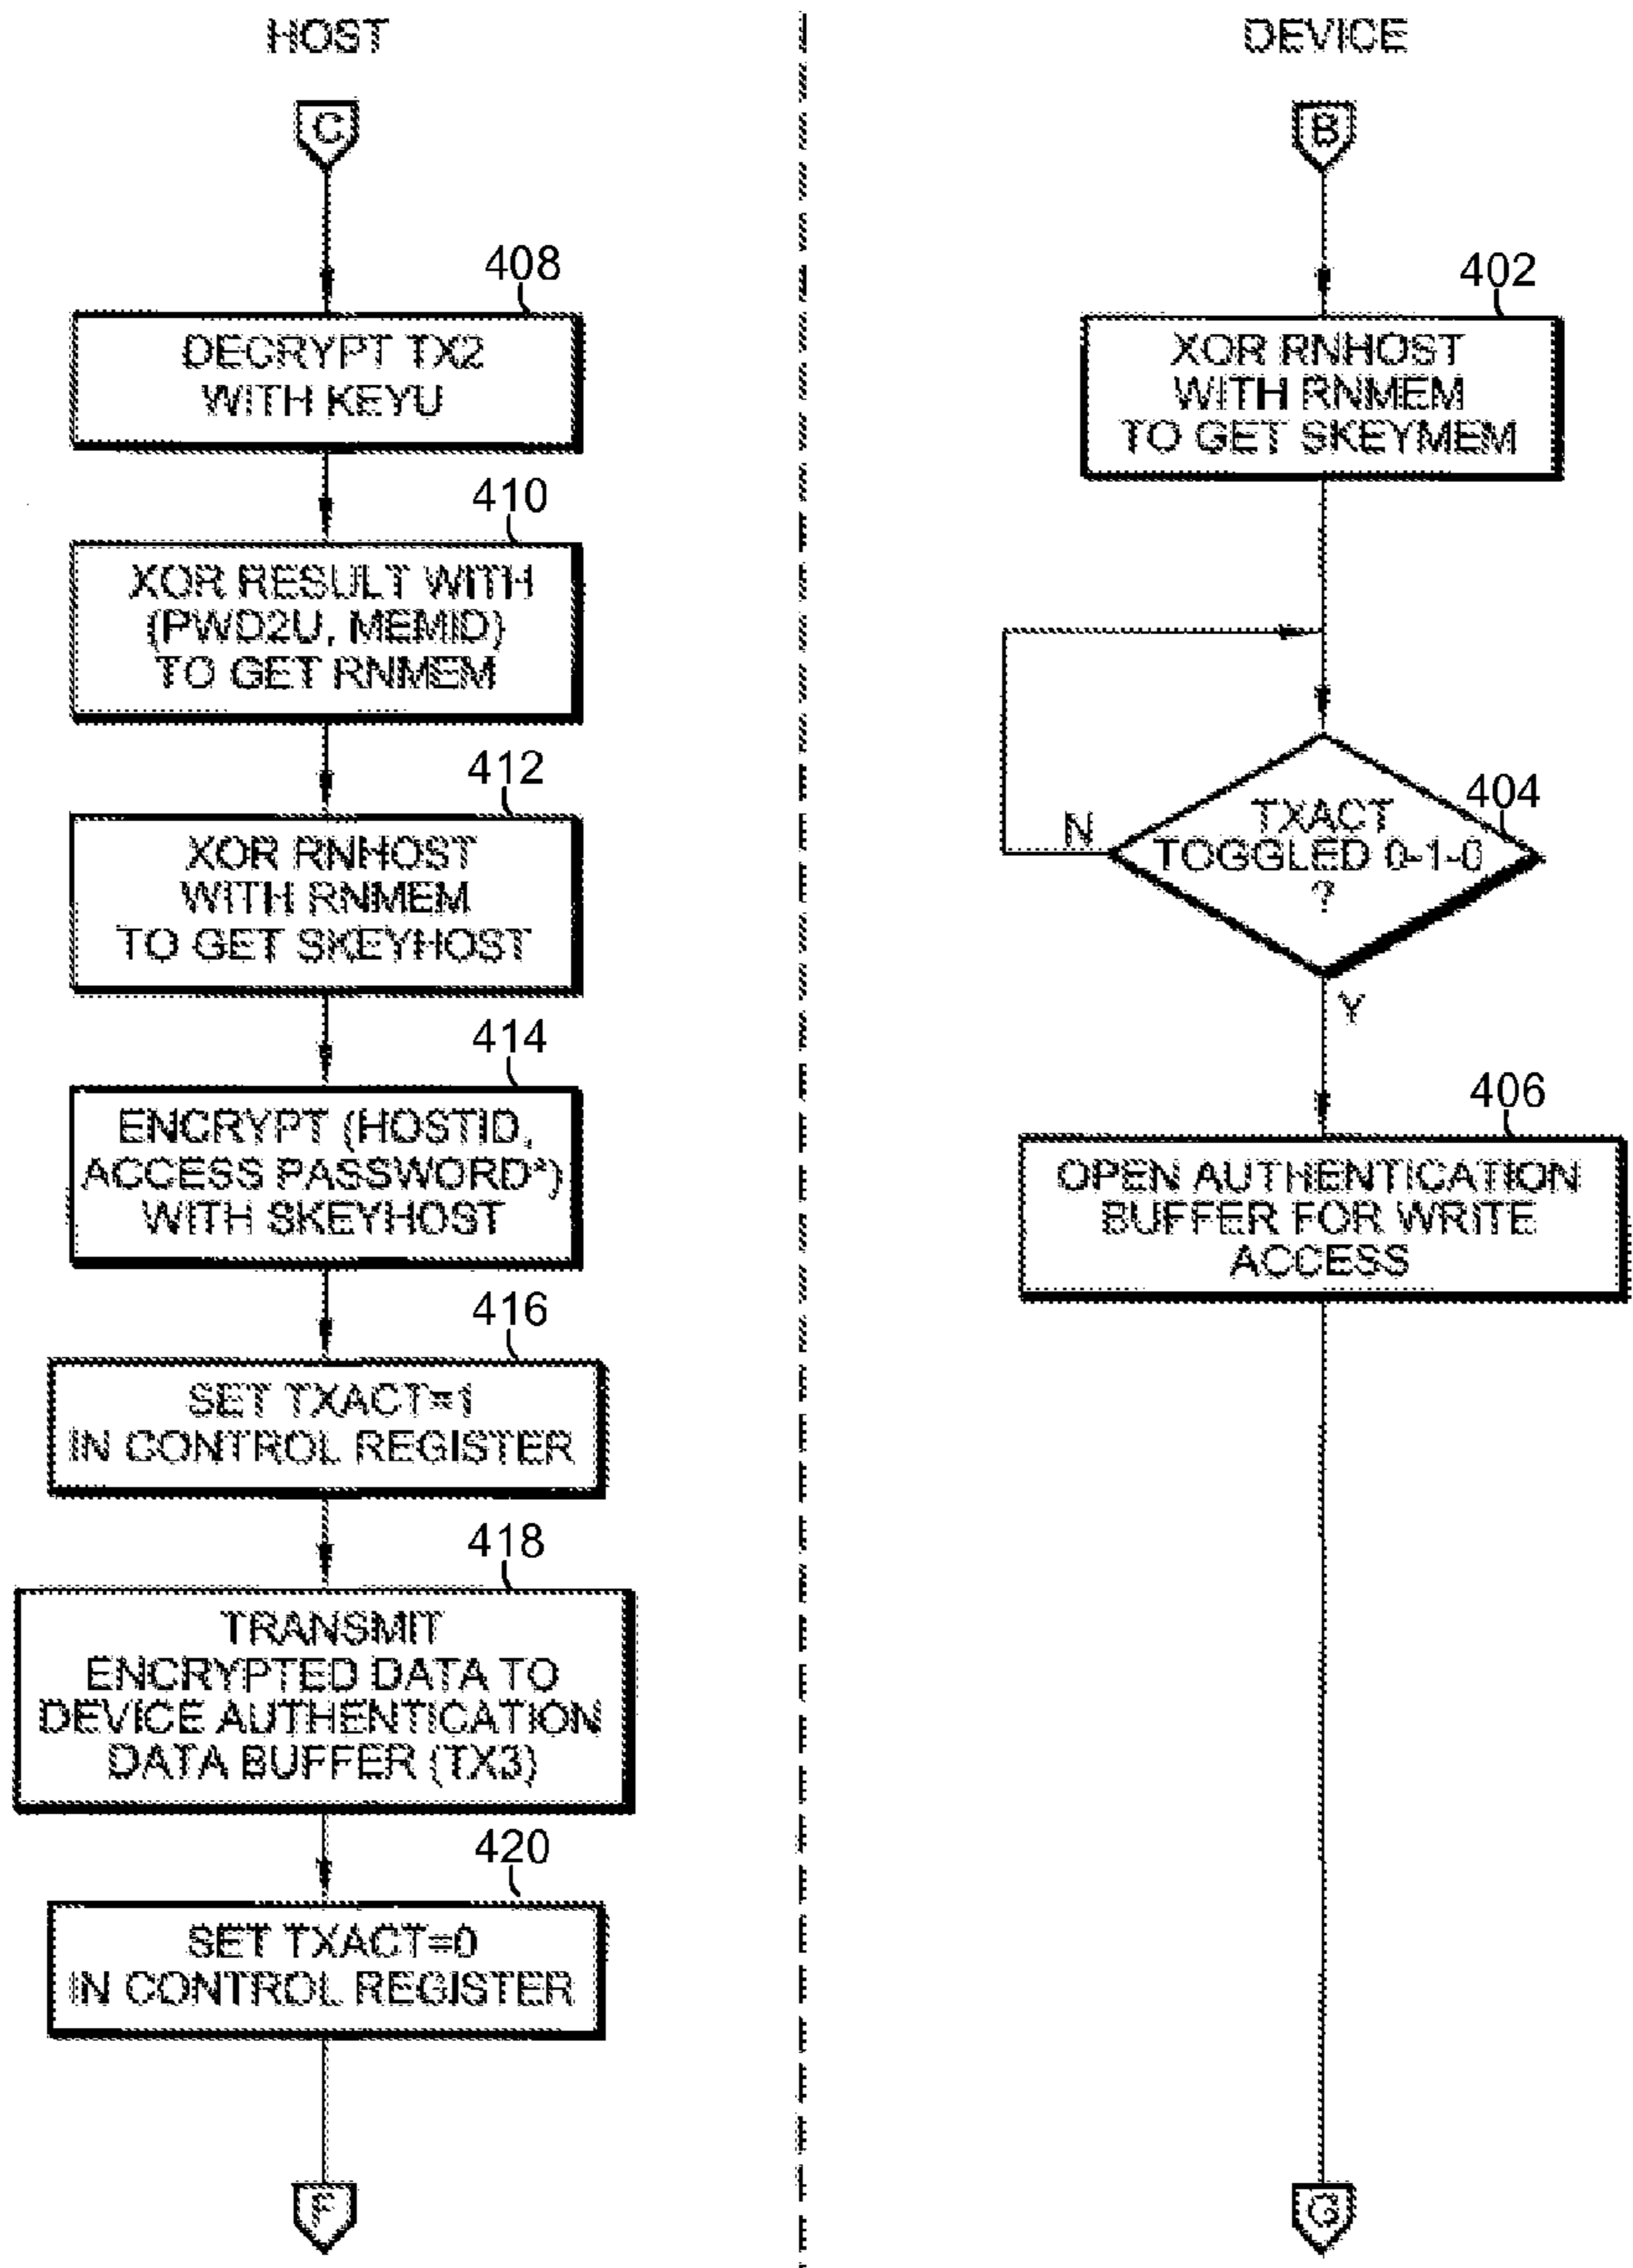 HOST
C
408
DECRYPT TX2
WITH KEYU
410
XOR RESULT WITH
(PWD2U, MEMID)
TO GET RNMEM
412
XOR RNHOST
WITH RNMEM
TO GET SKEYHOST
414
ENCRYPT (HOSTID,
ACCESS PASSWORD*)
WITH SKEYHOST
416
SET TXACT=1
IN CONTROL REGISTER
418
TRANSMIT
ENCRYPTED DATA TO
DEVICE AUTHENTICATION
DATA BUFFER (TX3)
420
SET TXACT=0
IN CONTROL REGISTER
F
DEVICE
B
402
XOR RNHOST
WITH RNMEM
TO GET SKEYMEM
404
TXACT
TOGGLED 0-1-0
?
N
Y
406
OPEN AUTHENTICATION
BUFFER FOR WRITE
ACCESS
G